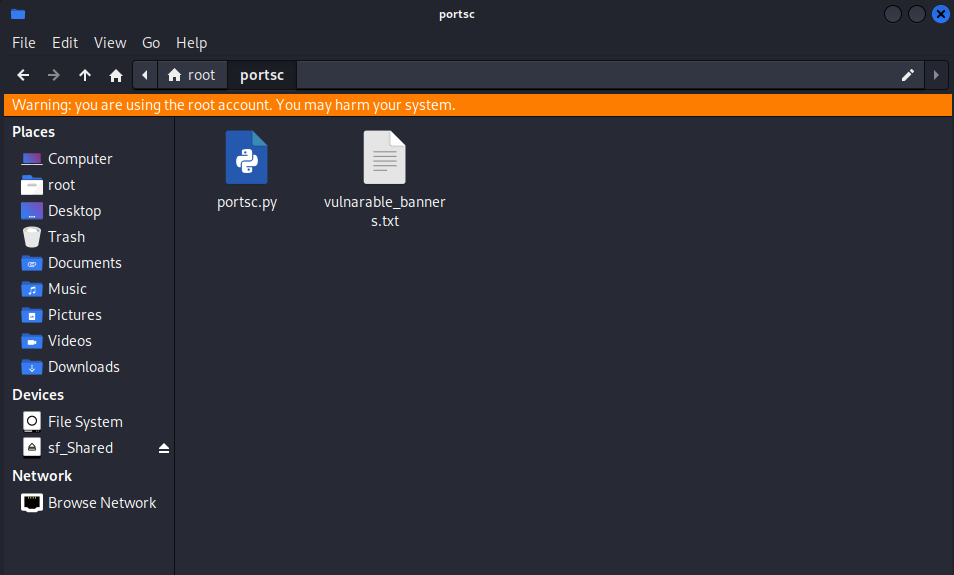 portsc
File Edit View Go Help
root portsc
Warning: you are using the root account. You may harm your system.
Places
Computer
root
Desktop
Trash
Documents
Music
Pictures
Videos
Downloads
Devices
File System
sf_Shared
Network
Browse Network
portsc.py
vulnarable_banner
s.txt